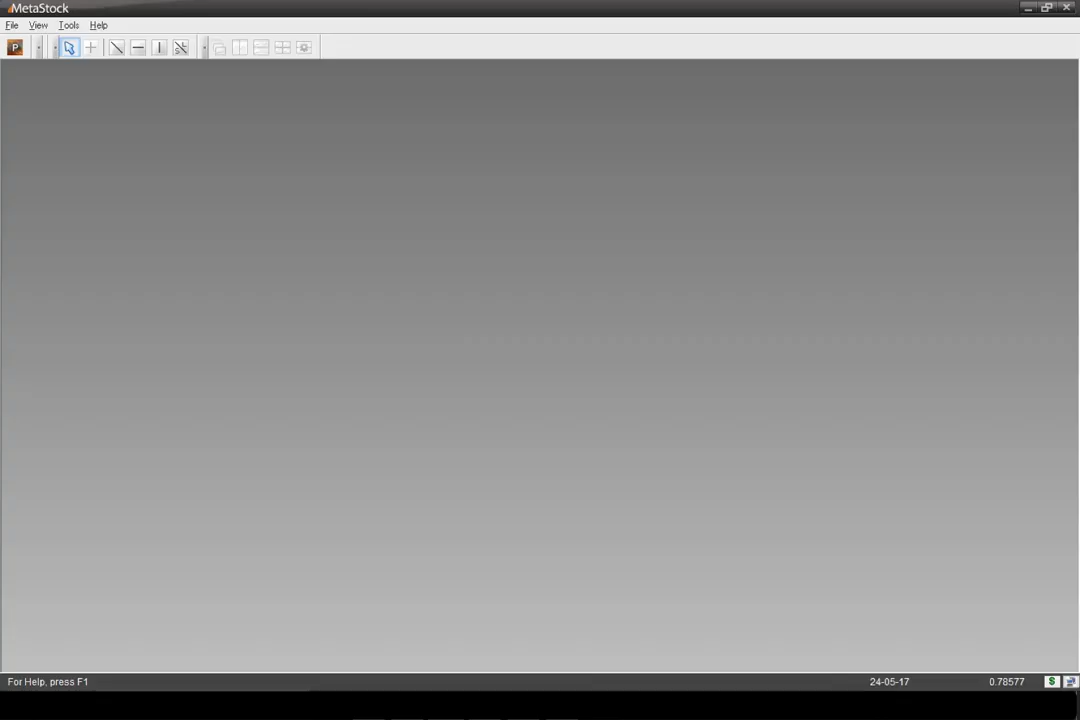 MetaStock
File View Tools Help
P
For Help, press F1 24-05-17 0.78577 $